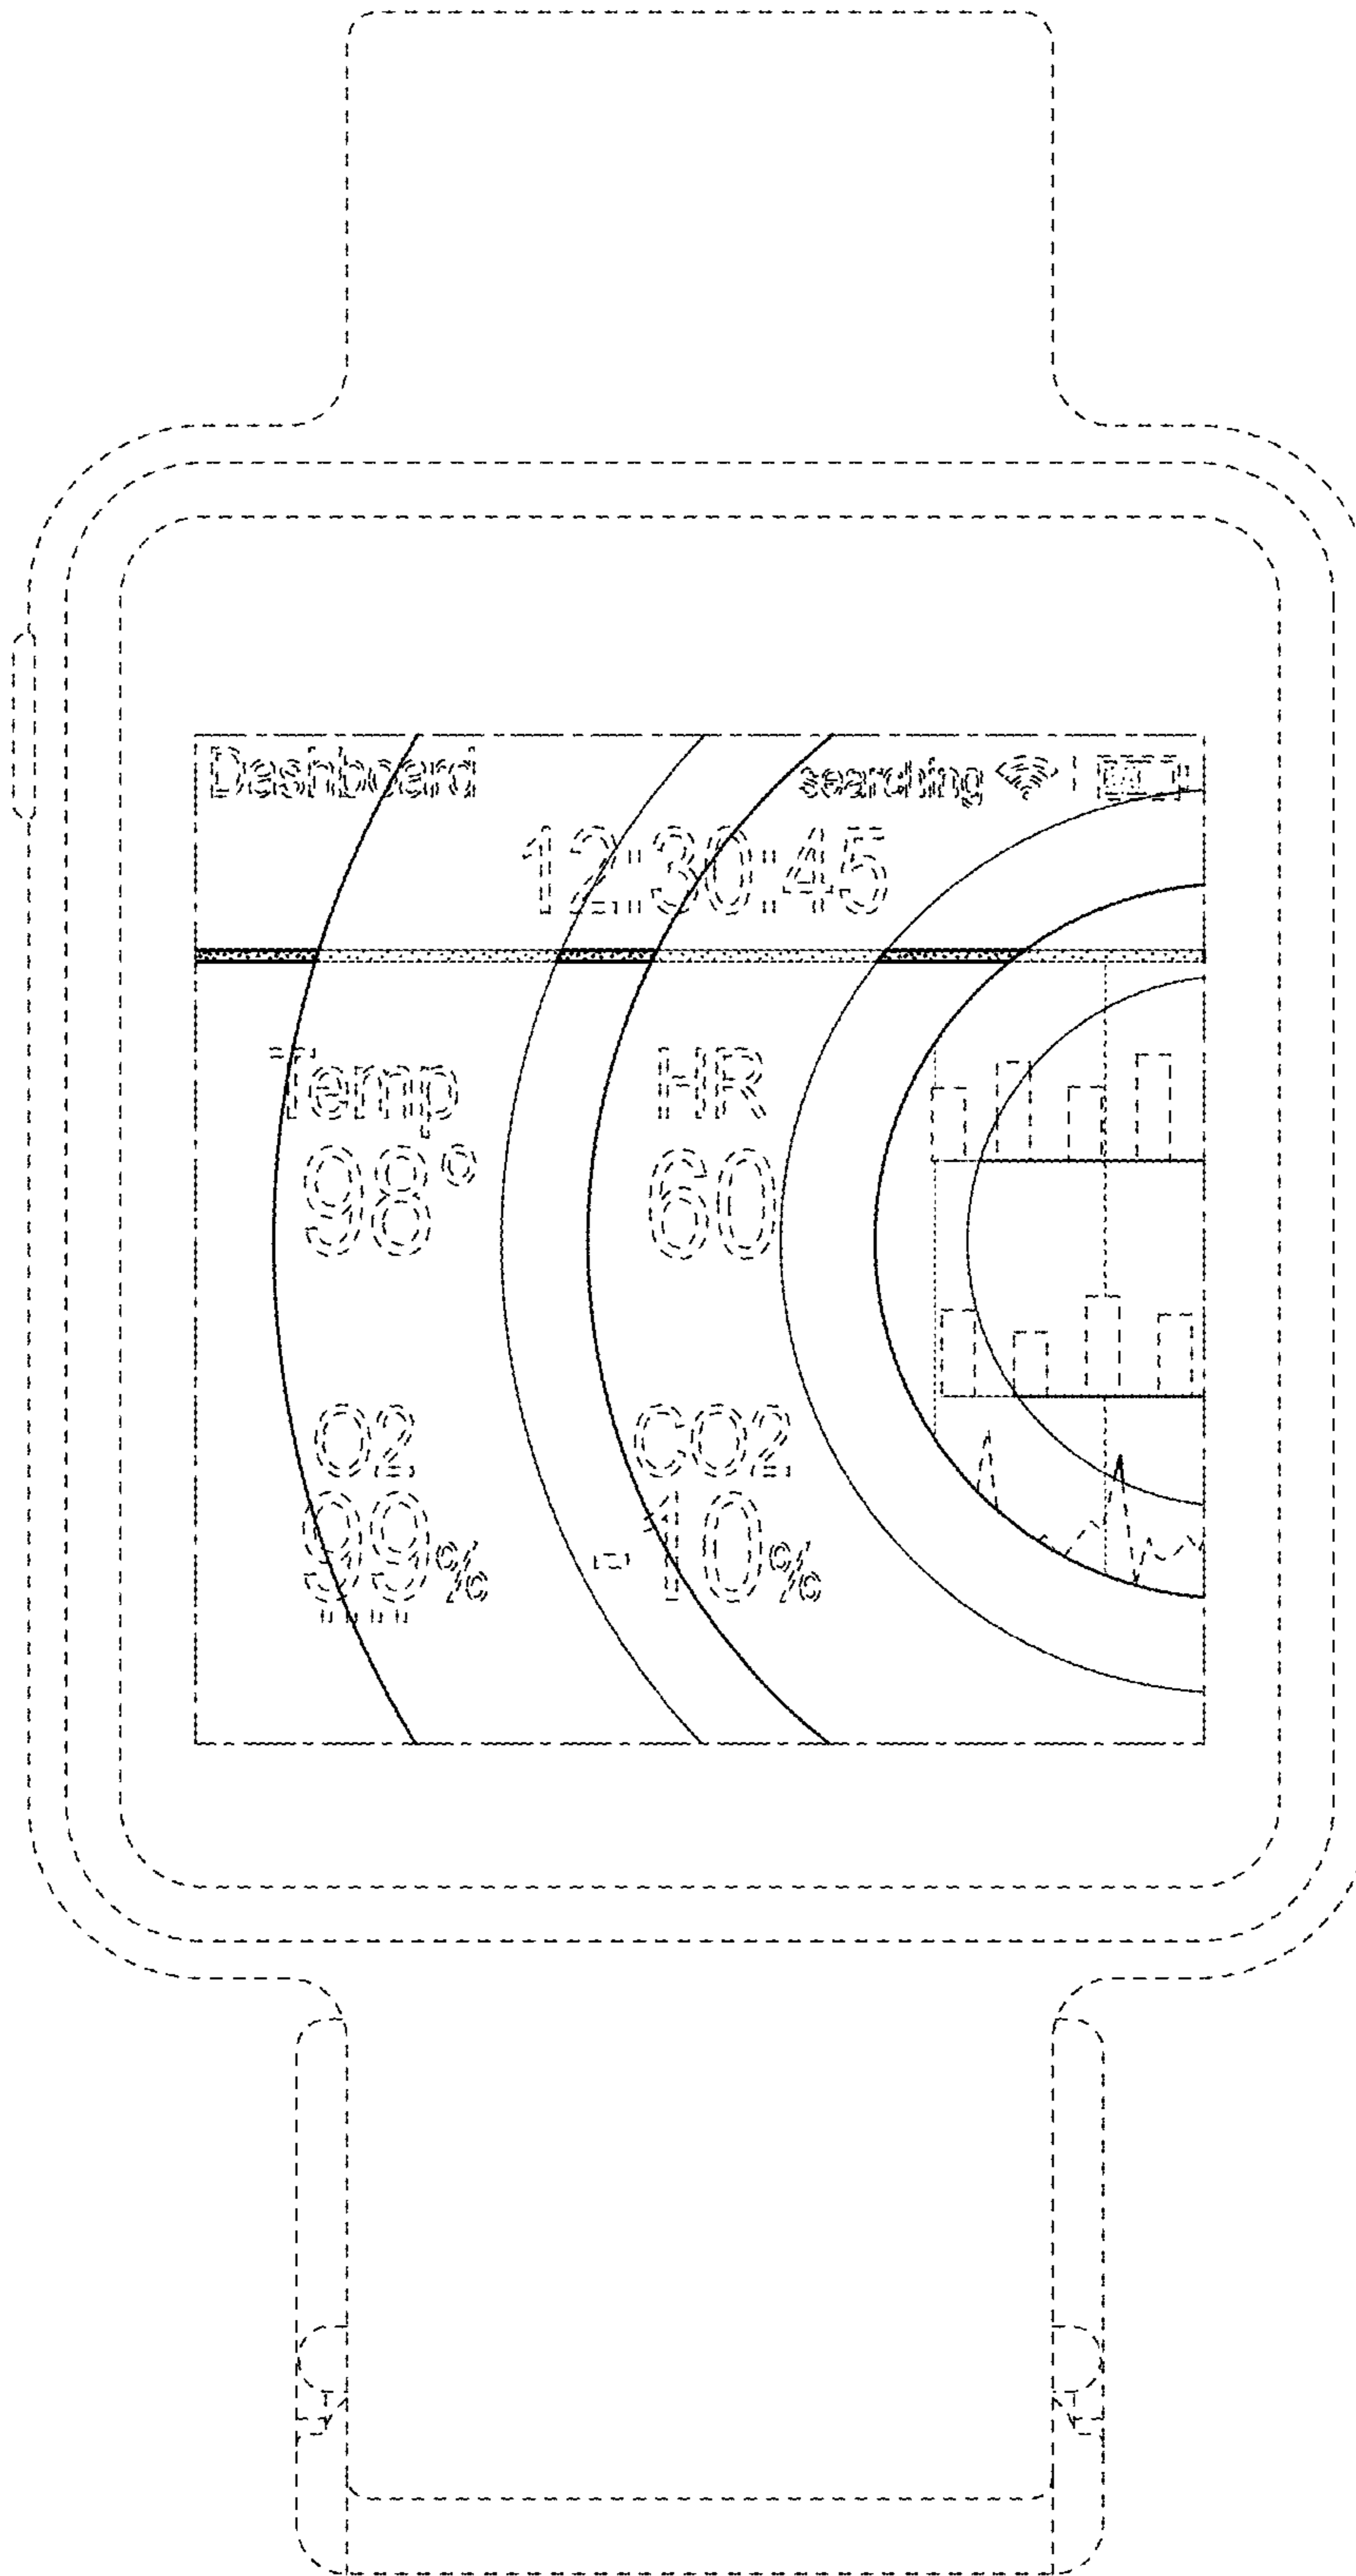 Dashboard searching
12:30:45
Temp HR
98° 60
O2 CO2
99% -10%